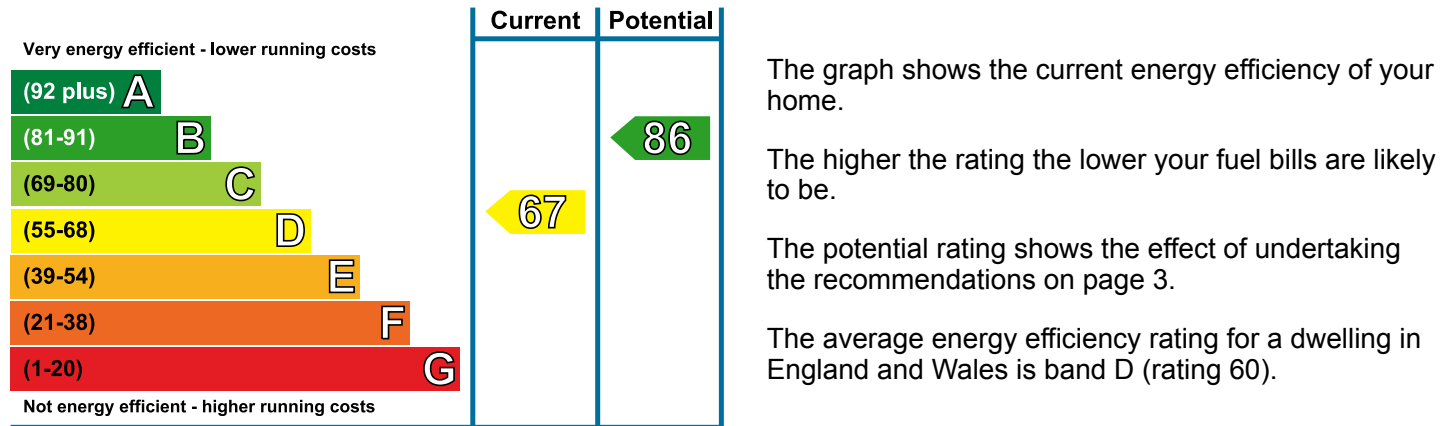 Current Potential
Very energy efficient - lower running costs
(92 plus) A
(81-91) B
86
(69-80) C
(55-68) D
67
(39-54) E
(21-38) F
(1-20) G
Not energy efficient - higher running costs
The graph shows the current energy efficiency of your
home.
The higher the rating the lower your fuel bills are likely
to be.
The potential rating shows the effect of undertaking
the recommendations on page 3.
The average energy efficiency rating for a dwelling in
England and Wales is band D (rating 60).